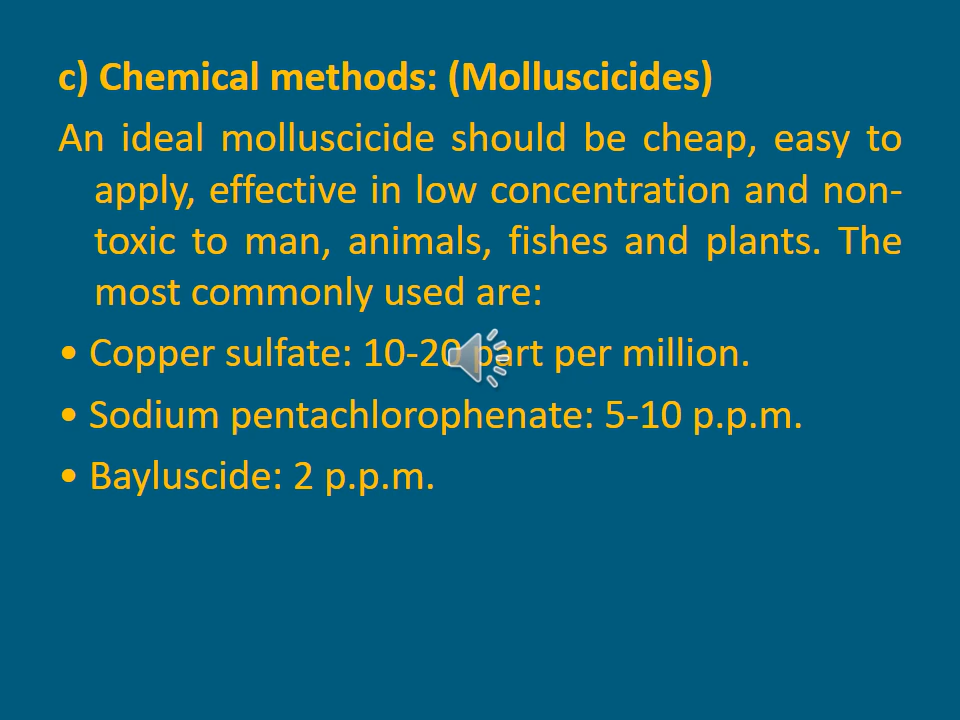 c) Chemical methods: (Molluscicides)
An ideal molluscicide should be cheap, easy to
apply, effective in low concentration and non-
toxic to man, animals, fishes and plants. The
most commonly used are:
• Copper sulfate: 10-20 part per million.
• Sodium pentachlorophenate: 5-10 p.p.m.
• Bayluscide: 2 p.p.m.